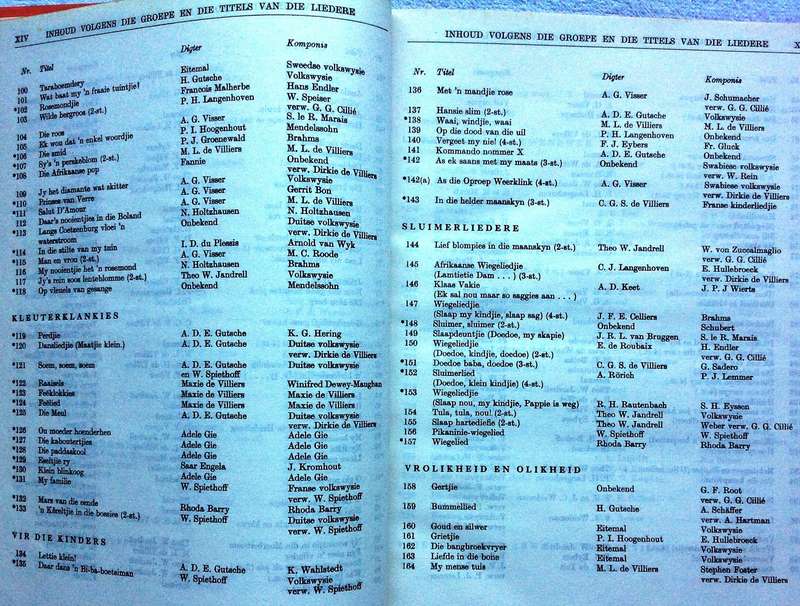 XIV INHOUD VOLGENS DIE GROEPE EN DIE TITELS VAN DIE LIEDERE
Nr. Titel Digter Komponis
100 Taraboemdery Eitemal Sweedse volkswysie
101 Wat baat my 'n fraaie tuintjie! H. Gutsche Volkswysie
*102 Rosemondjie Francois Malherbe Hans Endler
103 Wilde bergroos (2-st.) P. H. Langenhoven W. Speiser
verw. G. G. Cillié
104 Die roos A. G. Visser S. le R. Marais
105 Ek wou dat 'n enkel woordjie P. I. Hoogenhout Mendelssohn
*106 Die smid P. J. Groenewald Brahms
*107 Sy's 'n perskeblom (2-st.) M. L. de Villiers M. L. de Villiers
*108 Die Afrikaanse pop Fannie Onbekend
verw. Dirkie de Villiers
109 Jy het diamante wat skitter Volkswysie
*110 Prinses van Verre A. G. Visser Gerrit Bon
*111 Salut D'Amour A. G. Visser M. L. de Villiers
112 Daar's nooientjies in die Boland N. Holtzhausen N. Holtzhausen
*113 Langs Coetzenburg vloei 'n Onbekend Duitse volkswysie
waterstroom verw. Dirkie de Villiers
*114 In die stilte van my tuin I. D. du Plessis Arnold van Wyk
*115 Man en vrou (2-st.) A. G. Visser M. C. Roode
116 My nooientjie het 'n rosemond N. Holtzhausen Brahms
117 Jy's rein soos lenteblomme (2-st.) Theo W. Jandrell Volkswysie
*118 Op vleuels van gesange Onbekend Mendelssohn
KLEUTERKLANKIES
*119 Perdjie A. D. E. Gutsche K. G. Hering
*120 Dansliedjie (Maatjie klein.) A. D. E. Gutsche Duitse volkswysie
verw. Dirkie de Villiers
*121 Soem, soem, soem A. D. E. Gutsche Duitse volkswysie
en W. Spiethoff verw. W. Spiethoff
*122 Raaisels Maxie de Villiers Winifred Dewey-Maughan
*123 Fesklokkies Maxie de Villiers Maxie de Villiers
*124 Festied Maxie de Villiers Maxie de Villiers
*125 Die Meul A. D. E. Gutsche Duitse volkswysie
verw. Dirkie de Villiers
*126 Ou moeder hoenderhen Adele Gie Adele Gie
*127 Die kaboutertjies Adele Gie Adele Gie
*128 Die paddaskool Adele Gie Adele Gie
*129 Eseltjie ry Saar Engela J. Kromhout
*130 Klein blinkoog Adele Gie Adele Gie
*131 My familie W. Spiethoff Franse volkswysie
verw. W. Spiethoff
*132 Mars van die eende Rhoda Barry Rhoda Barry
*133 'n Kêreltjie in die bossies (2-st.) W. Spiethoff Duitse volkswysie
verw. W. Spiethoff
VIR DIE KINDERS
134 Lettie klein! A. D. E. Gutsche K. Wahlstedt
*135 Daar dans 'n Bi-ba-boetaiman W. Spiethoff Volkswysie
verw. W. Spiethoff
INHOUD VOLGENS DIE GROEPE EN DIE TITELS VAN DIE LIEDERE
Nr. Titel Digter Komponis
136 Met 'n mandjie rose A. G. Visser J. Schumacher
verw. G. G. Cillié
137 Hansie slim (2-st.) A. D. E. Gutsche Volkswysie
*138 Waai, windjie, waai M. L. de Villiers M. L. de Villiers
139 Op die dood van die uil P. H. Langenhoven Onbekend
140 Vergeet my nie! (4-st.) F. J. Eybers Fr. Gluck
141 Kommando nommer X A. D. E. Gutsche Onbekend
*142 As ek saans met my maats (3-st.) Onbekend Swabiese volkswysie
verw. W. Rein
*142(a) As die Oproep Weerklink (4-st.) A. G. Visser Swabiese volkswysie
verw. Dirkie de Villiers
*143 In die helder maanskyn (3-st.) C. G. S. de Villiers Franse kinderliedjie
SLUIMERLIEDERE
144 Lief blompies in die maanskyn (2-st.) Theo W. Jandrell W. von Zuccalmaglio
verw. G. G. Cillié
145 Afrikaanse Wiegeliedjie C. J. Langenhoven E. Hullebroeck
(Lamtietie Dam . . .) (3-st.) verw. Dirkie de Villiers
146 Klaas Vakie A. D. Keet J. P. J Wierts
(Ek sal nou maar so saggies aan . . .)
147 Wiegeliedjie
(Slaap my kindjie, slaap sag) (4-st.) J. F. E. Celliers Brahms
*148 Sluimer, sluimer (2-st.) Onbekend Schubert
149 Slaapdeuntjie (Doedoe, my skapie) J. R. L. van Bruggen S. le R. Marais
150 Wiegeliedjie E. de Roubaix H. Endler
(Doedoe, kindjie, doedoe) (2-st.) verw. G. G. Cillié
*151 Doedoe baba, doedoe (3-st.) C. G. S. de Villiers G. Sadero
*152 Sluimerlied A. Rörich P. J. Lemmer
(Doedoe, klein kindjie) (4-st.)
*153 Wiegeliedjie
(Slaap nou, my kindjie, Pappie is weg) R. H. Rautenbach S. H. Eyssen
154 Tula, tula, nou! (2-st.) Theo W. Jandrell Volkswysie
155 Slaap hartediefie (2-st.) Theo W. Jandrell Weber verw. G. G. Cillié
156 Pikaninie-wiegelied W. Spiethoff W. Spiethoff
*157 Wiegelied Rhoda Barry Rhoda Barry
VROLIKHEID EN OLIKHEID
158 Gertjie Onbekend G. F. Root
verw. G. G. Cillié
159 Bummellied H. Gutsche A. Schäffer
verw. A. Hartman
160 Goud en silwer Eitemal Volkswysie
161 Grietjie P. I. Hoogenhout E. Hullebroeck
162 Die bangbroekvryer Eitemal Volkswysie
163 Liefde in die bone Eitemal Volkswysie
164 My mense tuis M. L. de Villiers Stephen Foster
verw. Dirkie de Villiers